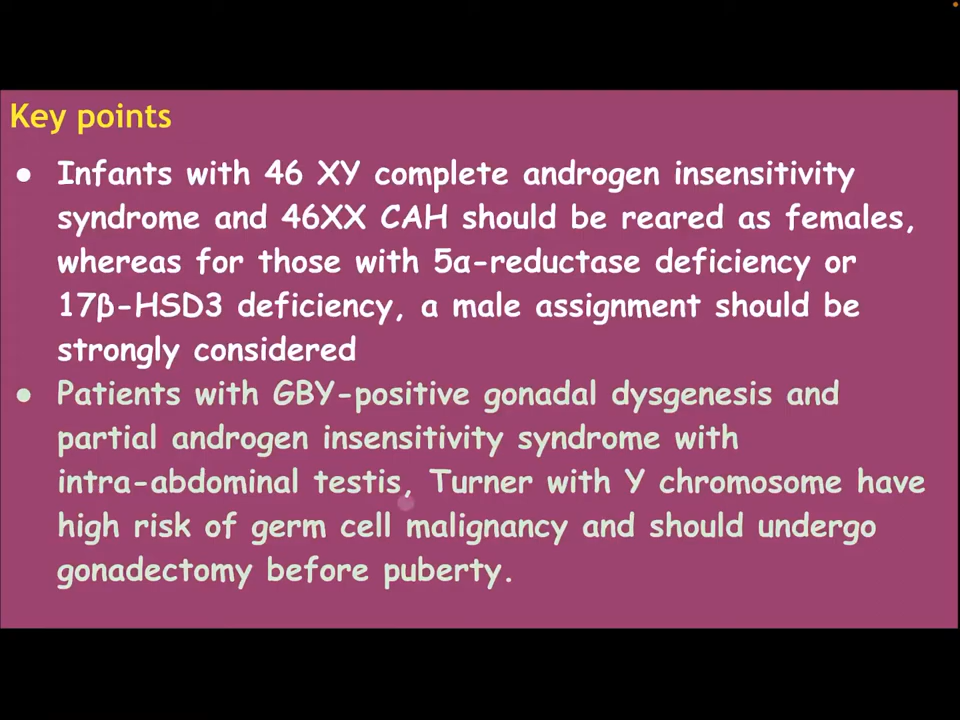 Key points
● Infants with 46 XY complete androgen insensitivity
syndrome and 46XX CAH should be reared as females,
whereas for those with 5α-reductase deficiency or
17β-HSD3 deficiency, a male assignment should be
strongly considered
● Patients with GBY-positive gonadal dysgenesis and
partial androgen insensitivity syndrome with
intra-abdominal testis, Turner with Y chromosome have
high risk of germ cell malignancy and should undergo
gonadectomy before puberty.